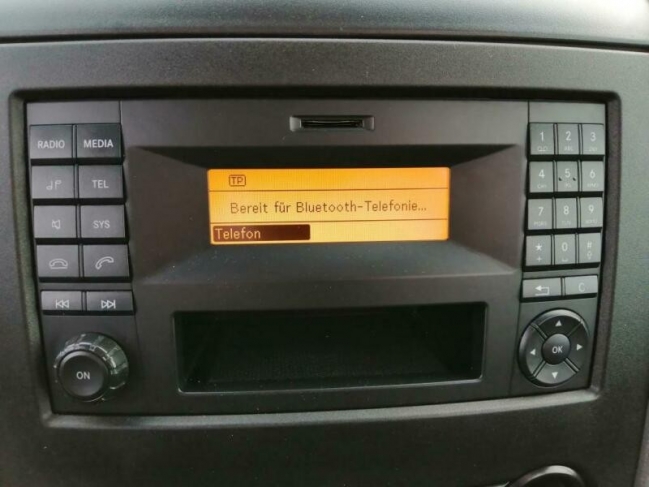 RADIO MEDIA
TEL
SYS
ON
TP
Bereit für Bluetooth-Telefonie...
Telefon
1 2 3
4 5 6
7 8 9
* 0 #
+
C
OK